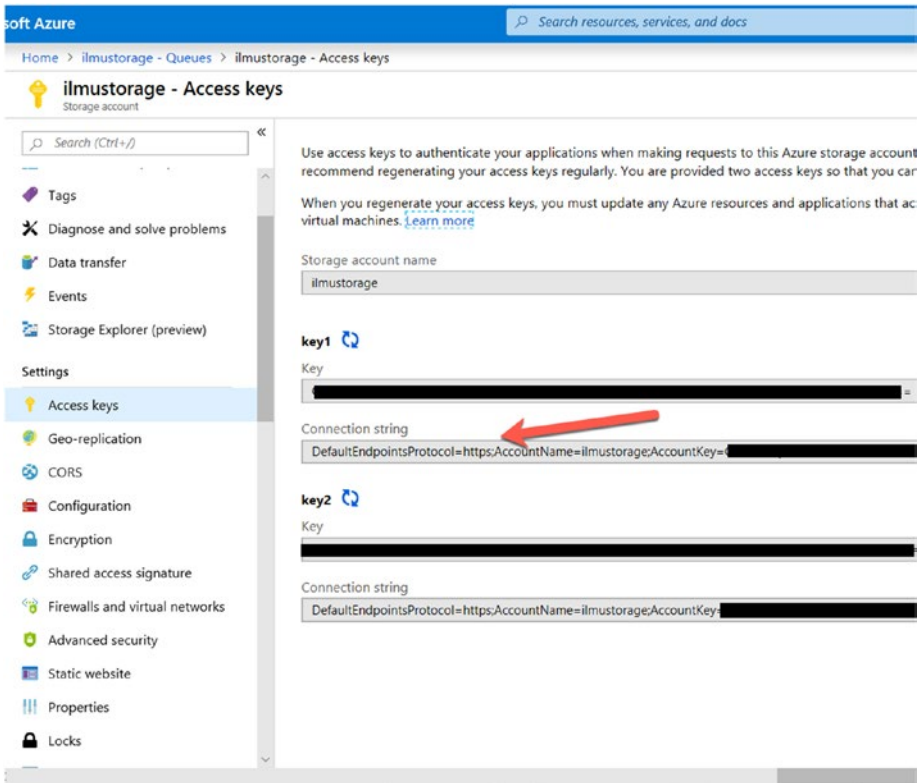 soft Azure
Search resources, services, and docs
Home > ilmustorage - Queues > ilmustorage - Access keys
ilmustorage - Access keys
Storage account
Search (Ctrl+/)
«
Tags
Diagnose and solve problems
Data transfer
Events
Storage Explorer (preview)
Settings
Access keys
Geo-replication
CORS
Configuration
Encryption
Shared access signature
Firewalls and virtual networks
Advanced security
Static website
Properties
Locks
Use access keys to authenticate your applications when making requests to this Azure storage account
recommend regenerating your access keys regularly. You are provided two access keys so that you can
When you regenerate your access keys, you must update any Azure resources and applications that ac
virtual machines. Learn more
Storage account name
ilmustorage
key1
Key
=
Connection string
DefaultEndpointsProtocol=https;AccountName=ilmustorage;AccountKey=
key2
Key
Connection string
DefaultEndpointsProtocol=https;AccountName=ilmustorage;AccountKey=